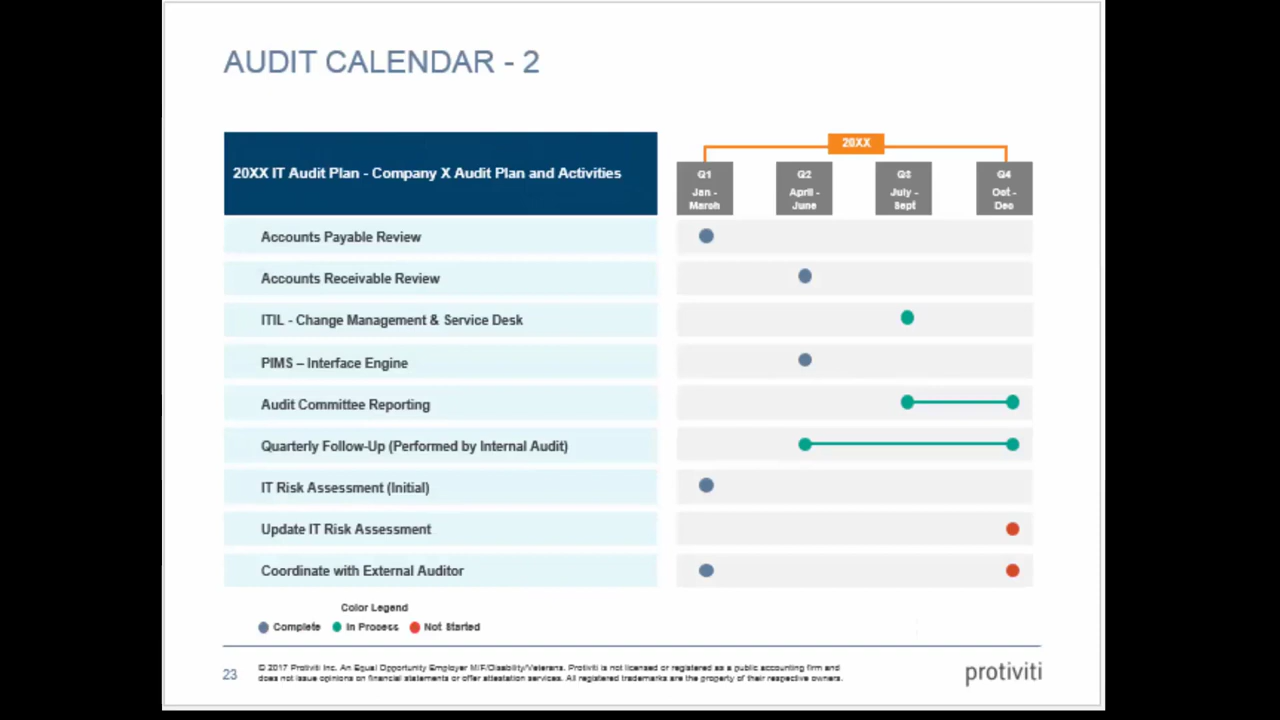 AUDIT CALENDAR - 2
20XX IT Audit Plan - Company X Audit Plan and Activities
20XX
Q1
Jan -
March
Q2
April -
June
Q3
July -
Sept
Q4
Oct -
Dec
Accounts Payable Review
Accounts Receivable Review
ITIL - Change Management & Service Desk
PIMS – Interface Engine
Audit Committee Reporting
Quarterly Follow-Up (Performed by Internal Audit)
IT Risk Assessment (Initial)
Update IT Risk Assessment
Coordinate with External Auditor
Color Legend
Complete In Process Not Started
23
© 2017 Protiviti Inc. An Equal Opportunity Employer M/F/Disability/Veterans. Protiviti is not licensed or registered as a public accounting firm and
does not issue opinions on financial statements or offer attestation services. All registered trademarks are the property of their respective owners.
protiviti